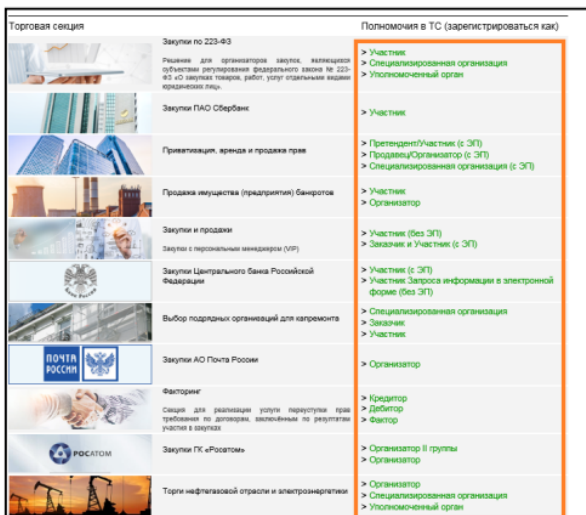 Торговая секция
Полномочия в ТС (зарегистрироваться как)
Закупки по 223-ФЗ
Решение для организаторов закупок, являющихся
субъектами регулирования федерального закона № 223-
ФЗ «О закупках товаров, работ, услуг отдельными видами
юридических лиц».
> Участник
> Специализированная организация
> Уполномоченный орган
Закупки ПАО Сбербанк
> Участник
Приватизация, аренда и продажа прав
> Претендент/Участник (с ЭП)
> Продавец/Организатор (с ЭП)
> Специализированная организация (с ЭП)
Продажа имущества (предприятия) банкротов
> Участник
> Организатор
Закупки и продажи
Закупки с персональным менеджером (VIP)
> Участник (без ЭП)
> Заказчик и Участник (с ЭП)
Банк России
Закупки Центрального банка Российской
Федерации
> Участник (с ЭП)
> Участник Запроса информации в электронной
форме (без ЭП)
Выбор подрядных организаций для капремонта
> Специализированная организация
> Заказчик
> Участник
ПОЧТА
РОССИИ
Закупки АО Почта России
> Организатор
Факторинг
Секция для реализации услуги переуступки прав
требования по договорам, заключённым по результатам
участия в закупках
> Кредитор
> Дебитор
> Фактор
РОСАТОМ
Закупки ГК «Росатом»
> Организатор II группы
> Организатор
Торги нефтегазовой отрасли и электроэнергетики
> Организатор
> Специализированная организация
> Уполномоченный орган